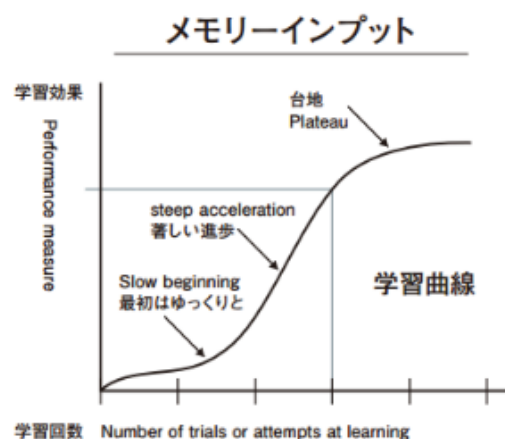 メモリーインプット
学習効果
Performance measure
台地
Plateau
steep acceleration
著しい進歩
Slow beginning
最初はゆっくりと
学習曲線
学習回数 Number of trials or attempts at learning